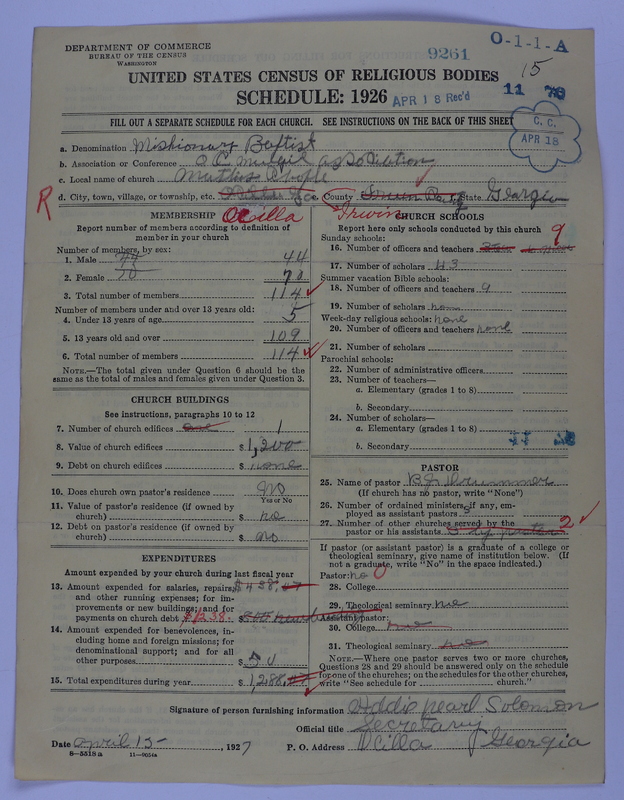 DEPARTMENT OF COMMERCE
BUREAU OF THE CENSUS
WASHINGTON
9261
O-1-1-A
15
UNITED STATES CENSUS OF RELIGIOUS BODIES
SCHEDULE: 1926
APR 18 Rec'd
11
FILL OUT A SEPARATE SCHEDULE FOR EACH CHURCH. SEE INSTRUCTIONS ON THE BACK OF THIS SHEET
C. C.
APR 18
a. Denomination Missionary Baptist
b. Association or Conference association
c. Local name of church
d. City, town, village, or township, etc. County State Georgia
R
Ocilla
Irwin
MEMBERSHIP
Report number of members according to definition of member in your church
Number of members, by sex:
1. Male 44 44
2. Female 70 70
3. Total number of members 114
Number of members under and over 13 years old:
4. Under 13 years of age 5
5. 13 years old and over 109
6. Total number of members 114
NOTE.—The total given under Question 6 should be the same as the total of males and females given under Question 3.
CHURCH BUILDINGS
See instructions, paragraphs 10 to 12
7. Number of church edifices one 1
8. Value of church edifices $1,200
9. Debt on church edifices $ none
10. Does church own pastor's residence No
Yes or No
11. Value of pastor's residence (if owned by church) $ no
12. Debt on pastor's residence (if owned by church) $ no
EXPENDITURES
Amount expended by your church during last fiscal year
13. Amount expended for salaries, repairs, and other running expenses; for improvements or new buildings; and for payments on church debt $1238.
14. Amount expended for benevolences, including home and foreign missions; for denominational support; and for all other purposes $ 50
15. Total expenditures during year $1,288.
CHURCH SCHOOLS
Report here only schools conducted by this church
Sunday schools:
16. Number of officers and teachers 9
17. Number of scholars 43
Summer vacation Bible schools:
18. Number of officers and teachers 9
19. Number of scholars
Week-day religious schools: none
20. Number of officers and teachers none
21. Number of scholars
Parochial schools:
22. Number of administrative officers
23. Number of teachers—
a. Elementary (grades 1 to 8)
b. Secondary
24. Number of scholars—
a. Elementary (grades 1 to 8)
b. Secondary
PASTOR
25. Name of pastor
(If church has no pastor, write "None")
26. Number of ordained ministers, if any, employed as assistant pastors
27. Number of other churches served by the pastor or his assistants 2
If pastor (or assistant pastor) is a graduate of a college or theological seminary, give name of institution below. (If not a graduate, write "No" in the space indicated.)
Pastor: no
28. College
29. Theological seminary no
Assistant pastor:
30. College
31. Theological seminary no
NOTE.—Where one pastor serves two or more churches, Questions 28 and 29 should be answered only on the schedule for one of the churches; on the schedules for the other churches, write "See schedule for church."
Signature of person furnishing information Addis pearl Solomon
Official title Secretary
Date april 15 , 1927 P. O. Address Ocilla Georgia
8—5518a 11—9054a